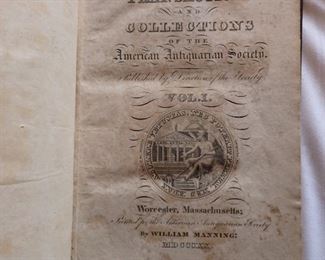 AND
COLLECTIONS
OF THE
American Antiquarian Society.
Published by Direction of the Society.
VOL.I.
Worcester, Massachusetts;
Printed for the American Antiquarian Society
By WILLIAM MANNING:
MDCCCXX.